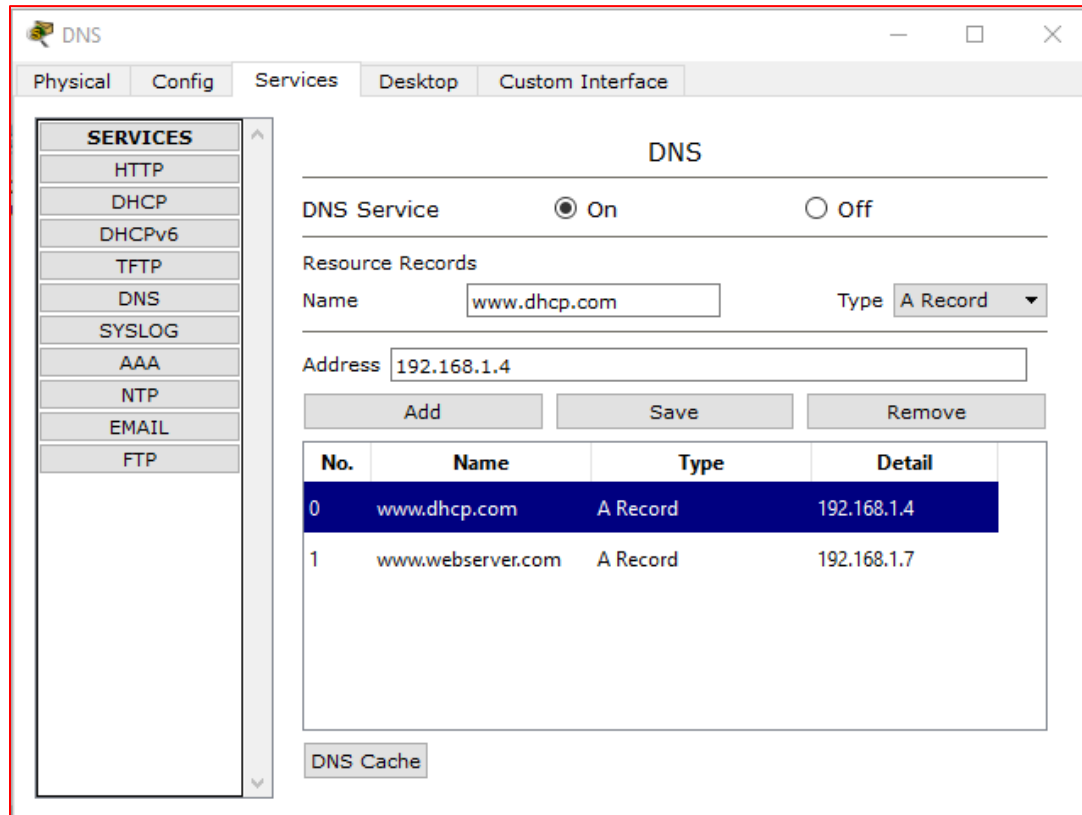 DNS
Physical Config Services Desktop Custom Interface
SERVICES
HTTP
DHCP
DHCPv6
TFTP
DNS
SYSLOG
AAA
NTP
EMAIL
FTP
DNS
DNS Service On Off
Resource Records
Name www.dhcp.com Type A Record
Address 192.168.1.4
Add Save Remove
No. Name Type Detail
0 www.dhcp.com A Record 192.168.1.4
1 www.webserver.com A Record 192.168.1.7
DNS Cache